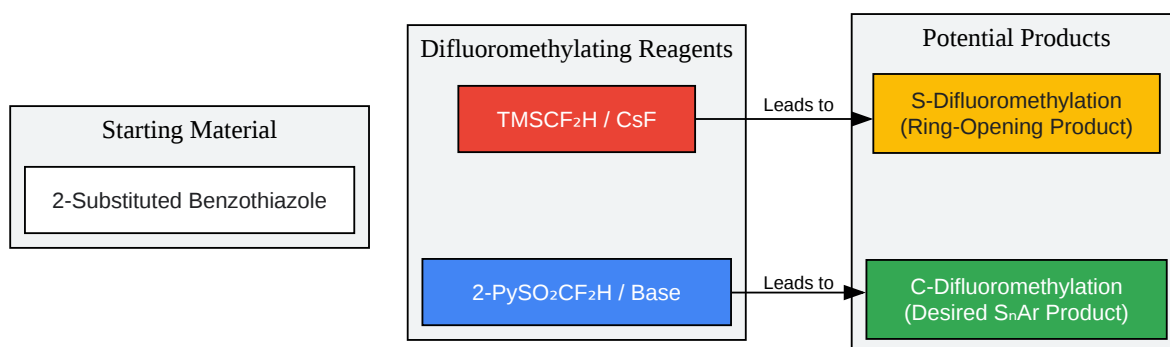 Starting Material
2-Substituted Benzothiazole
Difluoromethylating Reagents
TMSCF₂H / CsF
2-PySO₂CF₂H / Base
Leads to
Leads to
Potential Products
S-Difluoromethylation
(Ring-Opening Product)
C-Difluoromethylation
(Desired SₙAr Product)